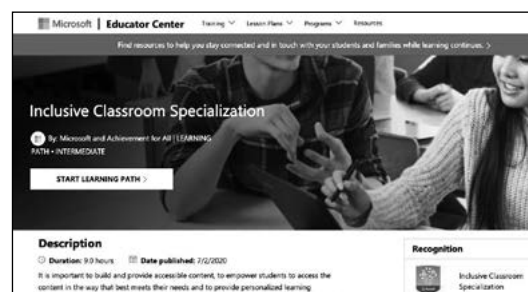 Microsoft | Educator Center Training Lesson Plans Programs Resources
Find resources to help you stay connected and in touch with your students and families while learning continues. >
Inclusive Classroom Specialization
By: Microsoft and Achievement for All | LEARNING
PATH • INTERMEDIATE
START LEARNING PATH >
Description
Duration: 9.0 hours Date published: 7/2/2020
It is important to build and provide accessible content, to empower students to access the
content in the way that best meets their needs and to provide personalized learning
Recognition
Inclusive Classroom
Specialization